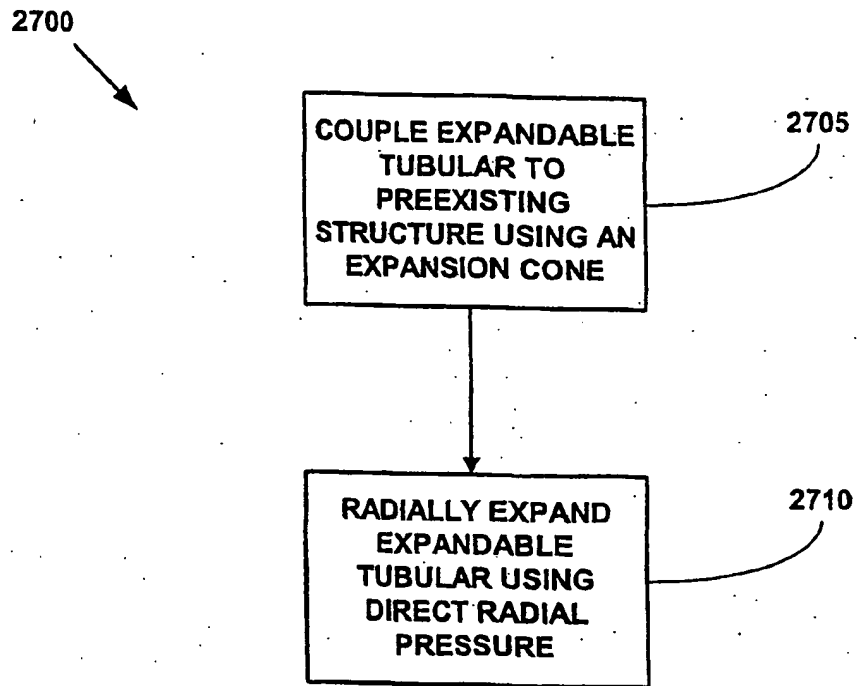 2700
COUPLE EXPANDABLE
TUBULAR TO
PREEXISTING
STRUCTURE USING AN
EXPANSION CONE
2705
RADIALLY EXPAND
EXPANDABLE
TUBULAR USING
DIRECT RADIAL
PRESSURE
2710